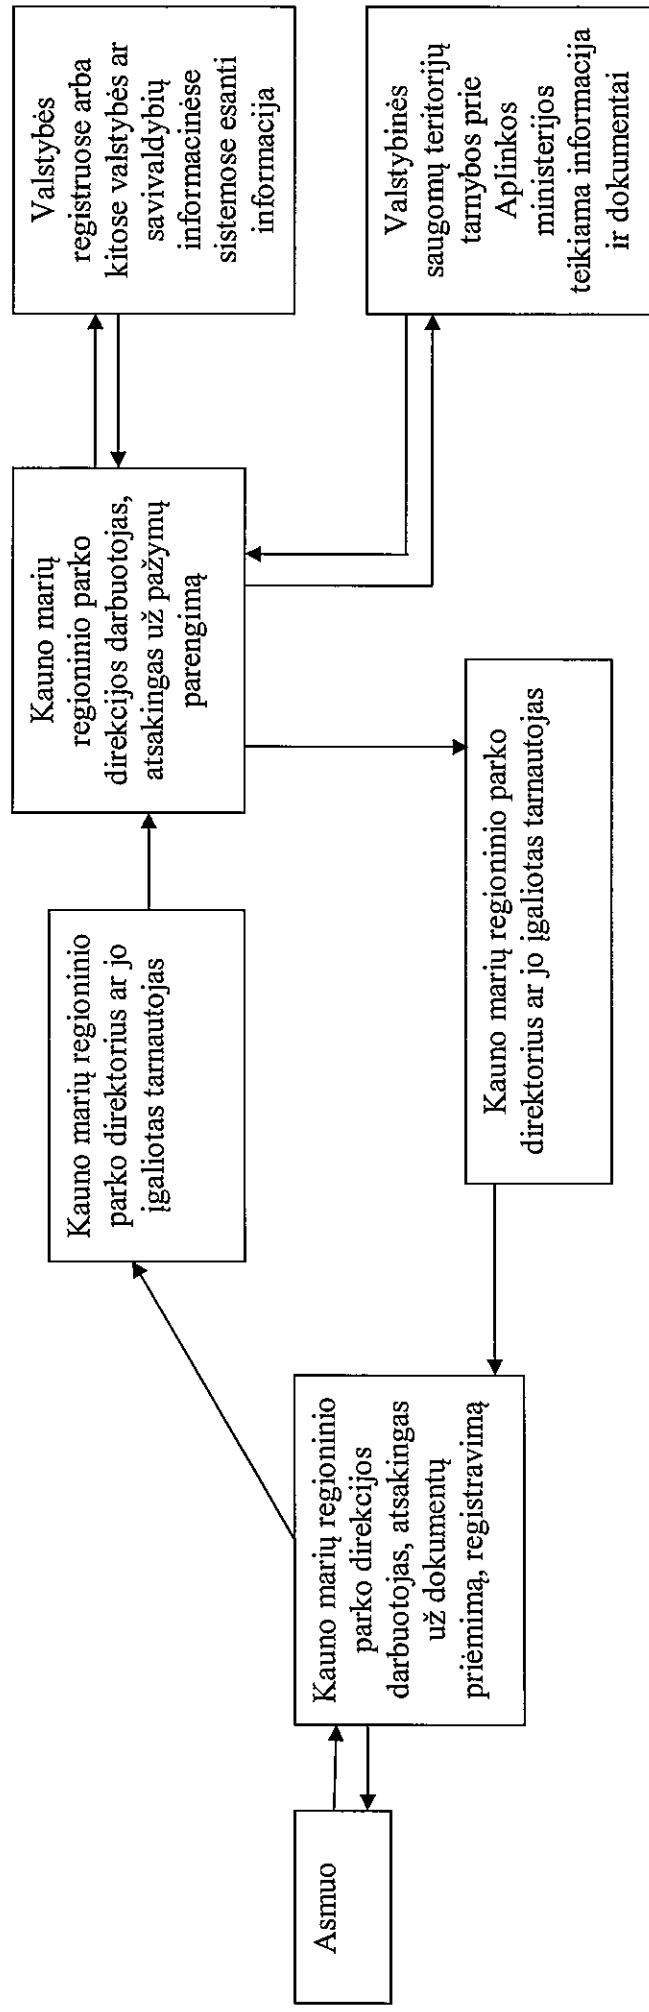 Asmuo
Kauno marių regioninio
parko direkcijos
darbuotojas, atsakingas
už dokumentų
priėmimą, registravimą
Kauno marių regioninio
parko direktorius ar jo
įgaliotas tarnautojas
Kauno marių
regioninio parko
direkcijos darbuotojas,
atsakingas už pažymų
parengimą
Valstybės
registruose arba
kitose valstybės ar
savivaldybių
informacinėse
sistemose esanti
informacija
Valstybinės
saugomų teritorijų
tarnybos prie
Aplinkos
ministerijos
teikiama informacija
ir dokumentai
Kauno marių regioninio parko
direktorius ar jo įgaliotas tarnautojas